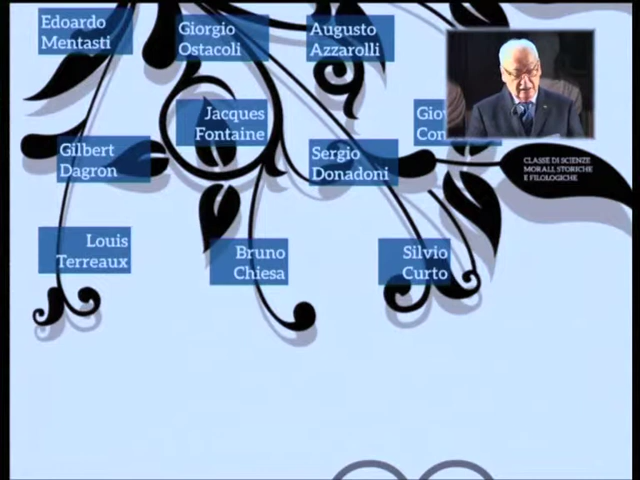 Edoardo
Mentasti
Giorgio
Ostacoli
Augusto
Azzarolli
Jacques
Fontaine
Gilbert
Dagron
Sergio
Donadoni
CLASSE DI SCIENZE
MORALI, STORICHE
E FILOLOGICHE
Louis
Terreaux
Bruno
Chiesa
Silvio
Curto